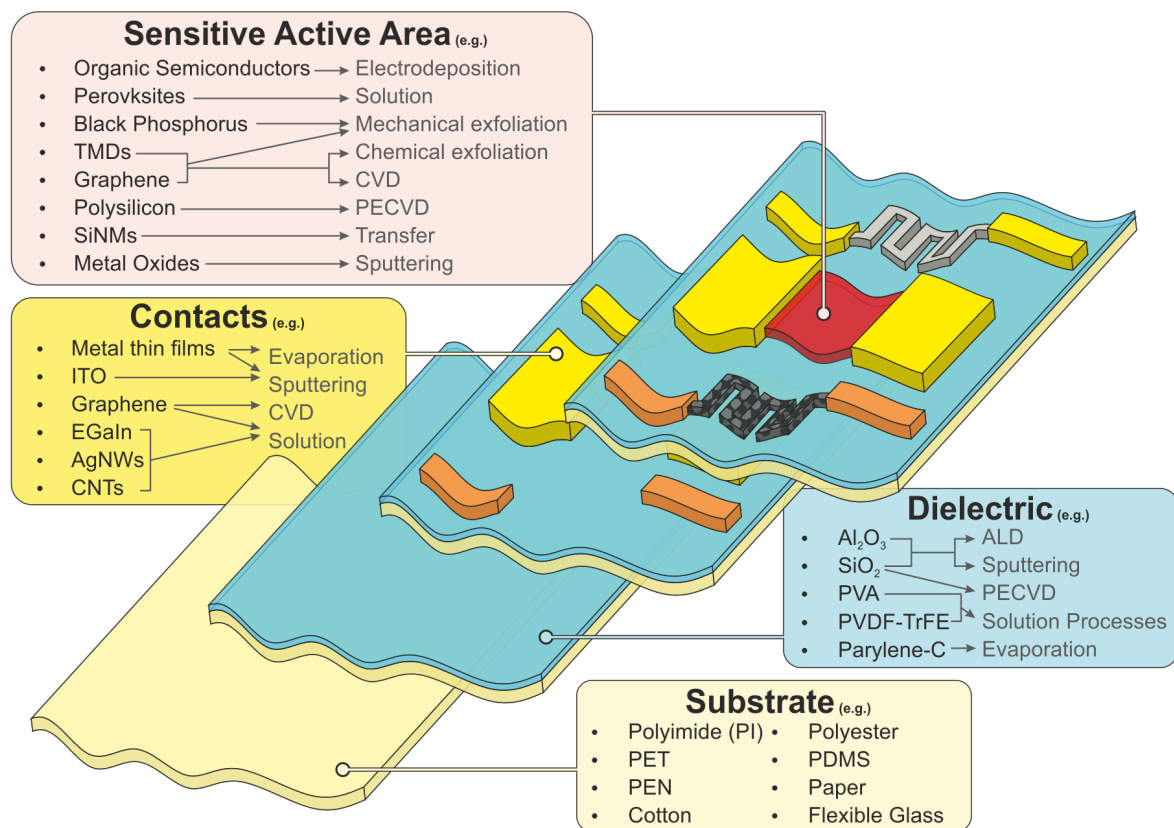 Sensitive Active Area (e.g.)
• Organic Semiconductors
Electrodeposition
• Perovksites
Solution
• Black Phosphorus
Mechanical exfoliation
• TMDs
Chemical exfoliation
• Graphene
CVD
• Polysilicon
PECVD
• SiNMs
Transfer
• Metal Oxides
Sputtering
Contacts (e.g.)
• Metal thin films
Evaporation
• ITO
Sputtering
• Graphene
CVD
• EGaIn
Solution
• AgNWs
• CNTs
Dielectric (e.g.)
• Al₂O₃
ALD
• SiO₂
Sputtering
• PVA
PECVD
• PVDF-TrFE
Solution Processes
• Parylene-C
Evaporation
Substrate (e.g.)
• Polyimide (PI)
• Polyester
• PET
• PDMS
• PEN
• Paper
• Cotton
• Flexible Glass